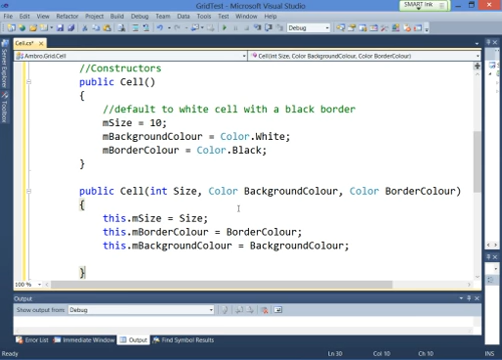 GridTest - Microsoft Visual Studio
SMART Ink
File Edit View Refactor Project Build Debug Team Data Tools Test Window Help
Debug
Cell.cs*
Ambro.Grid.Cell
Cell(int Size, Color BackgroundColour, Color BorderColour)
Server Explorer
Toolbox
//Constructors
public Cell()
{
//default to white cell with a black border
mSize = 10;
mBackgroundColour = Color.White;
mBorderColour = Color.Black;
}
public Cell(int Size, Color BackgroundColour, Color BorderColour)
{
this.mSize = Size;
this.mBorderColour = BorderColour;
this.mBackgroundColour = BackgroundColour;
}
100 %
Output
Show output from: Debug
Error List Immediate Window Output Find Symbol Results
Ready Ln 30 Col 10 Ch 10 INS